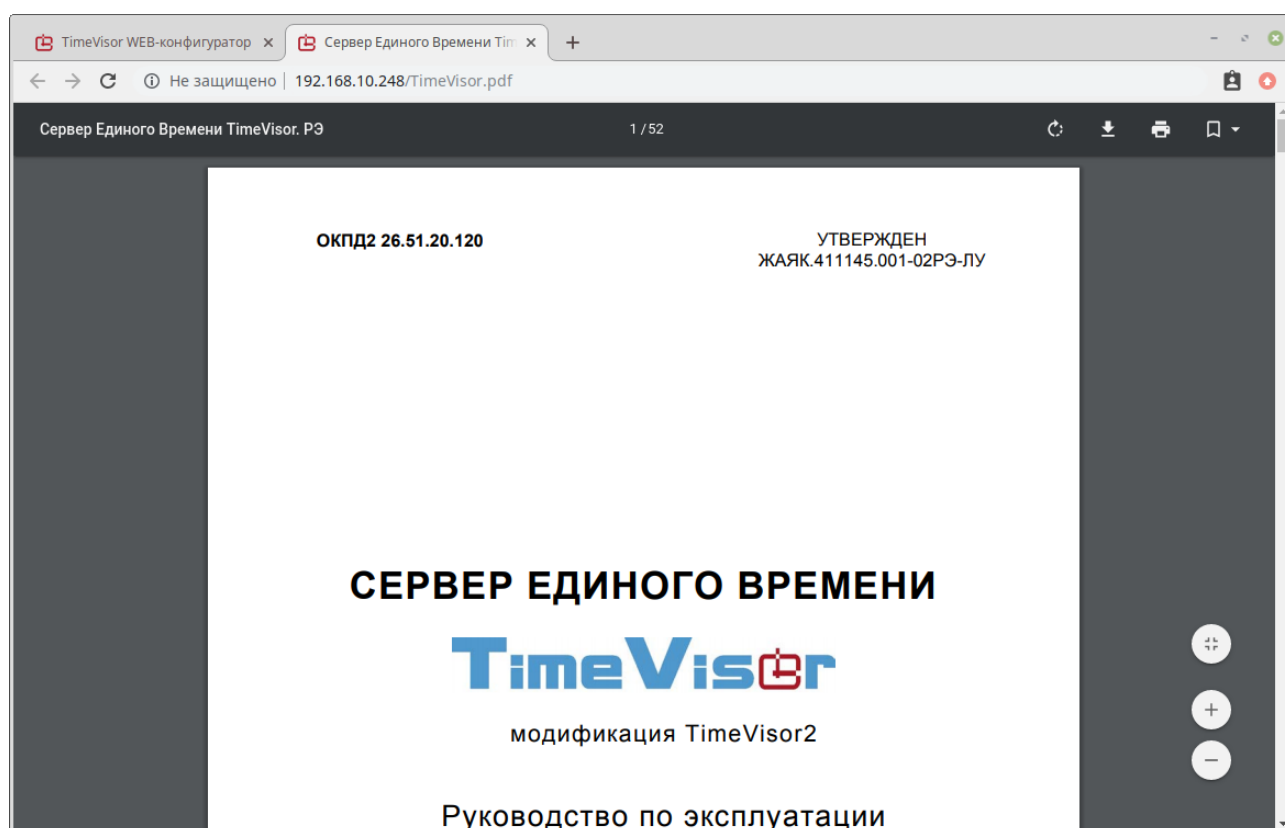 TimeVisor WEB-конфигуратор
Сервер Единого Времени Tim
Не защищено | 192.168.10.248/TimeVisor.pdf
Сервер Единого Времени TimeVisor. РЭ
1 / 52
ОКПД2 26.51.20.120
УТВЕРЖДЕН
ЖАЯК.411145.001-02РЭ-ЛУ
СЕРВЕР ЕДИНОГО ВРЕМЕНИ
TimeVisor
модификация TimeVisor2
Руководство по эксплуатации